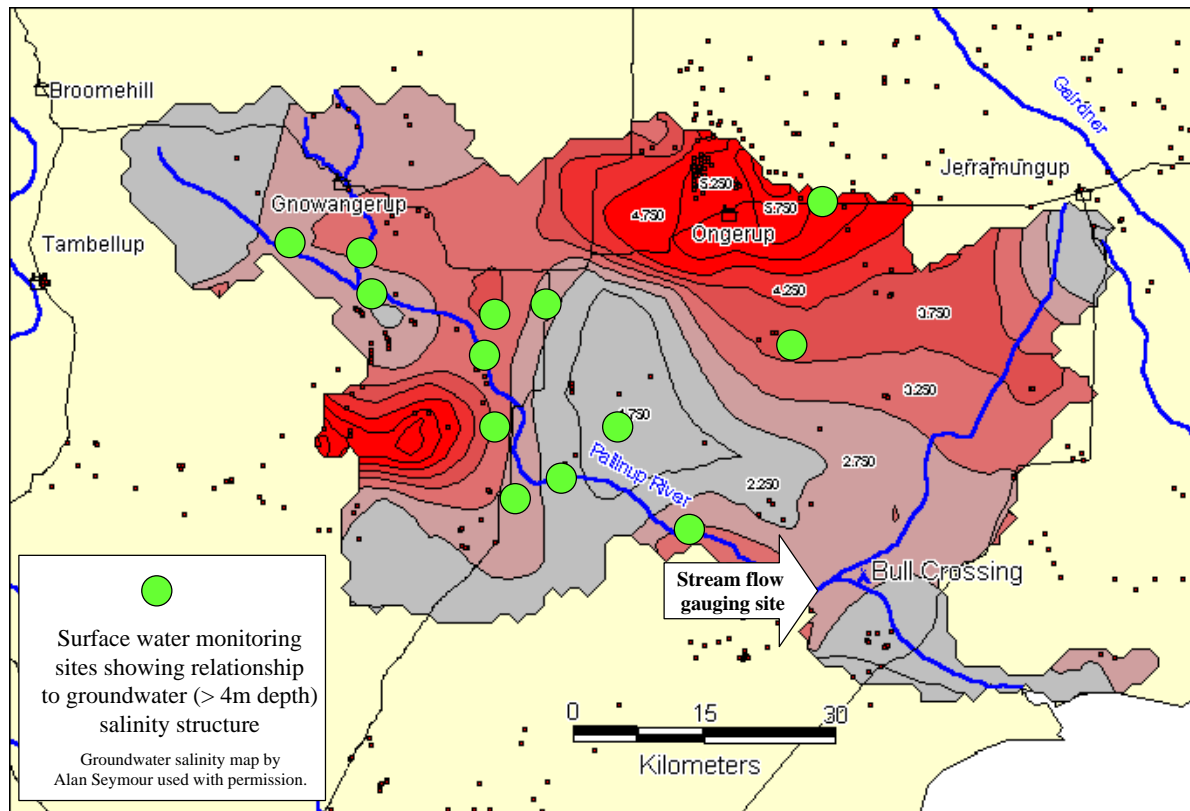 Broomehill
Gairdner
Jerramungup
Gnowangerup
5.250
4.750
5.750
Ongerup
Tambellup
4.250
3.750
3.250
1.750
2.750
Pallinup River
2.250
Stream flow
gauging site
Bull Crossing
Surface water monitoring
sites showing relationship
to groundwater (> 4m depth)
salinity structure
Groundwater salinity map by
Alan Seymour used with permission.
0 15 30
Kilometers